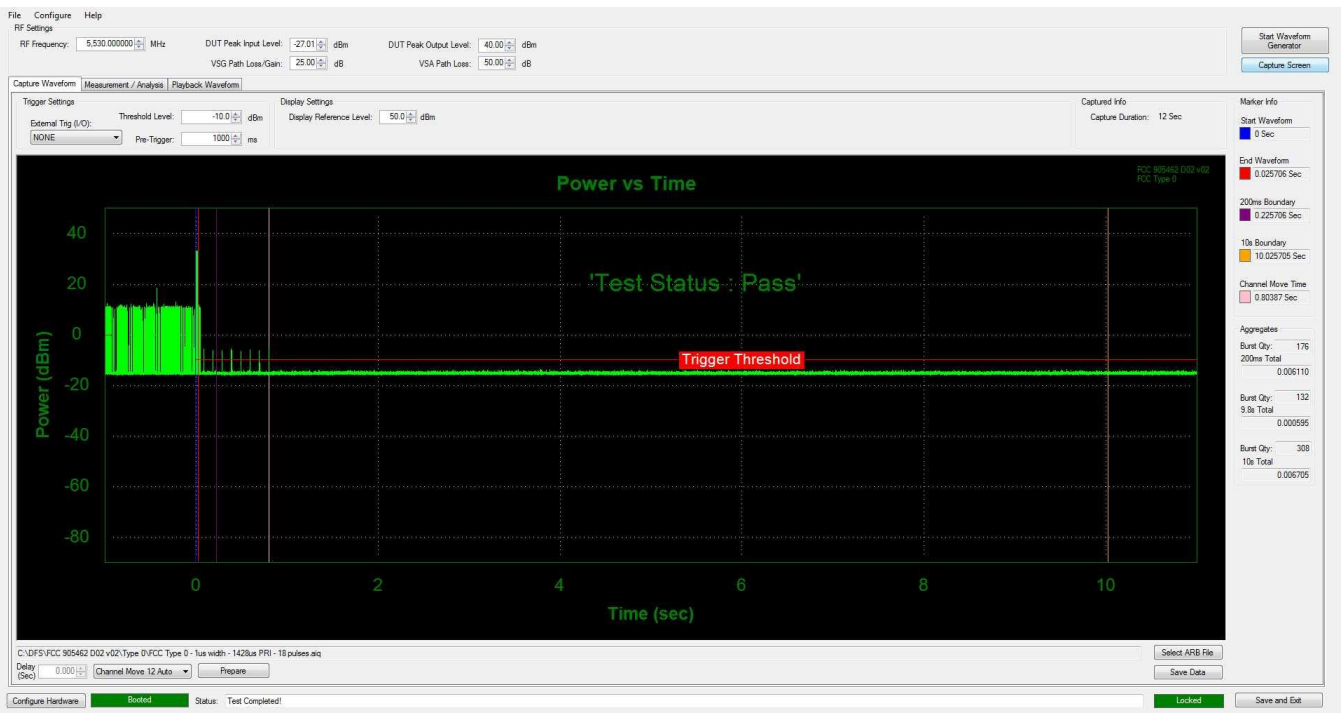 File Configure Help
RF Settings
RF Frequency: 5,530.000000 MHz DUT Peak Input Level: -27.01 dBm DUT Peak Output Level: 40.00 dBm
VSG Path Loss/Gain: 25.00 dB VSA Path Loss: 50.00 dB
Start Waveform Generator
Capture Screen
Capture Waveform Measurement / Analysis Playback Waveform
Trigger Settings
External Trig (I/O): Threshold Level: -10.0 dBm
NONE Pre-Trigger: 1000 ms
Display Settings
Display Reference Level: 50.0 dBm
Captured Info
Capture Duration: 12 Sec
Power vs Time
FCC 905462 D02 v02
FCC Type 0
'Test Status : Pass'
Trigger Threshold
Power (dBm)
40
20
0
-20
-40
-60
-80
0 2 4 6 8 10
Time (sec)
Marker Info
Start Waveform
0 Sec
End Waveform
0.025706 Sec
200ms Boundary
0.225706 Sec
10s Boundary
10.025705 Sec
Channel Move Time
0.80387 Sec
Aggregates
Burst Qty: 176
200ms Total
0.006110
Burst Qty: 132
9.8s Total
0.000595
Burst Qty: 308
10s Total
0.006705
C:\DFS\FCC 905462 D02 v02\Type 0\FCC Type 0 - 1us width - 1428us PRI - 18 pulses.aiq
Select ARB File
Delay (Sec) 0.000 Channel Move 12 Auto Prepare
Save Data
Configure Hardware Booted Status: Test Completed! Locked Save and Exit